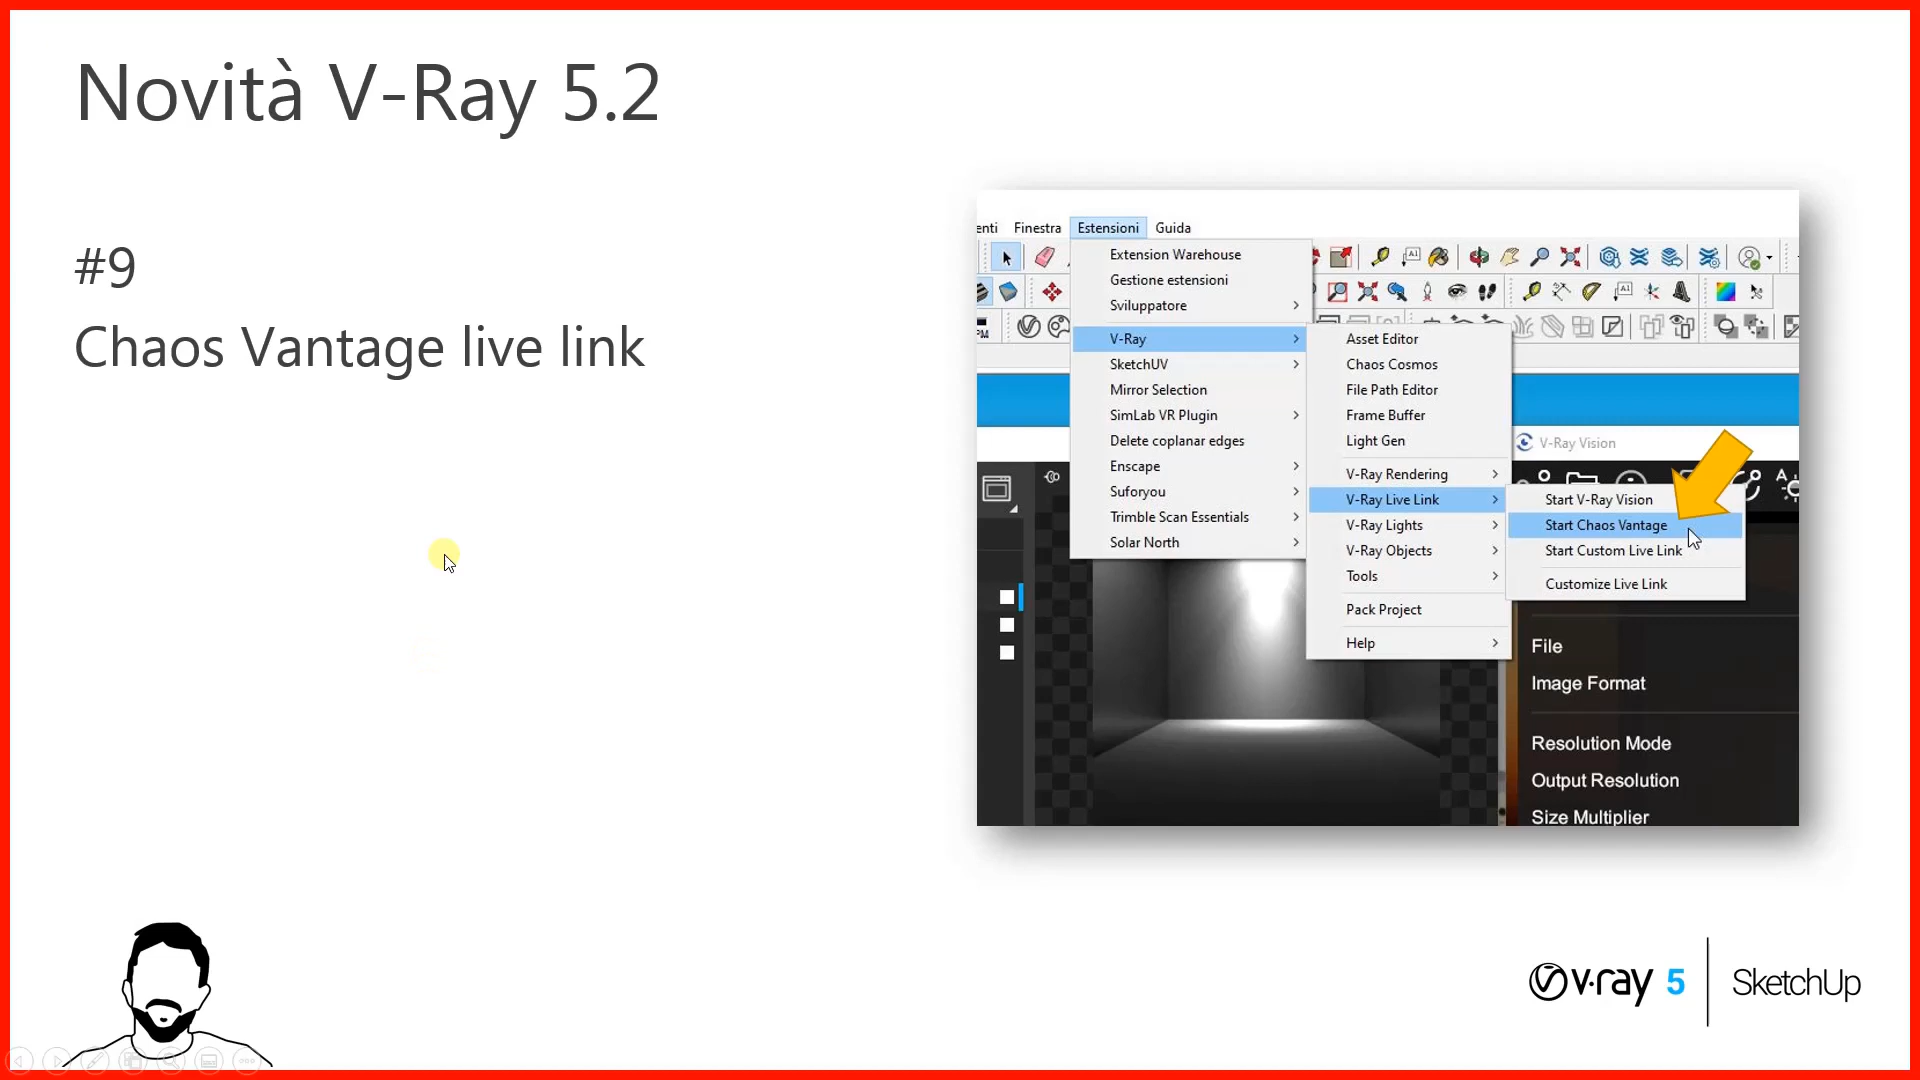 Novità V-Ray 5.2
#9
Chaos Vantage live link
enti Finestra Estensioni Guida
Extension Warehouse
Gestione estensioni
Sviluppatore
V-Ray
SketchUV
Mirror Selection
SimLab VR Plugin
Delete coplanar edges
Enscape
Suforyou
Trimble Scan Essentials
Solar North
Asset Editor
Chaos Cosmos
File Path Editor
Frame Buffer
Light Gen
V-Ray Rendering
V-Ray Live Link
V-Ray Lights
V-Ray Objects
Tools
Pack Project
Help
V-Ray Vision
Start V-Ray Vision
Start Chaos Vantage
Start Custom Live Link
Customize Live Link
File
Image Format
Resolution Mode
Output Resolution
Size Multiplier
v·ray 5
SketchUp